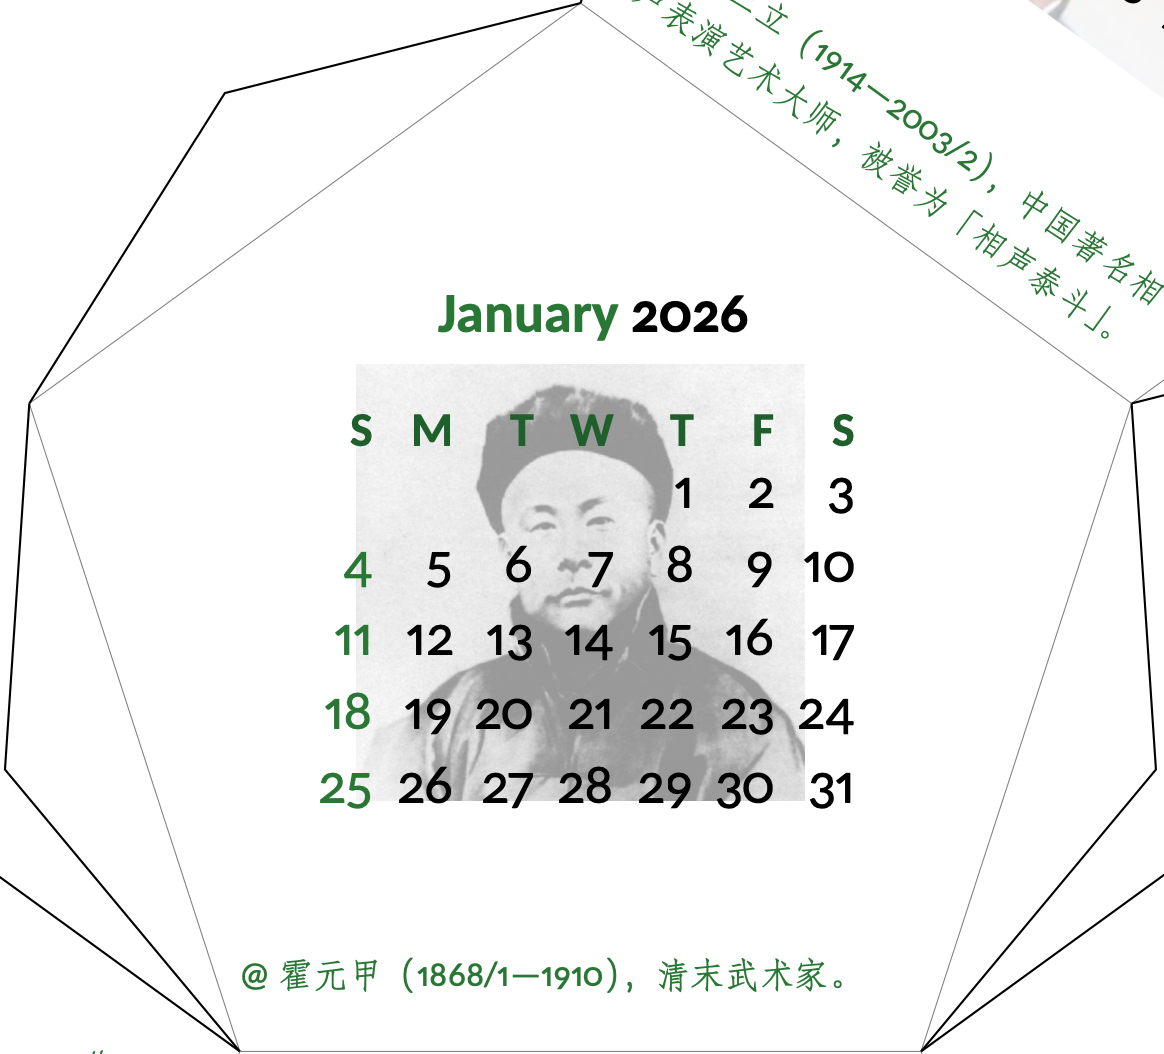 一立（1914—2003/2），中国著名相
声表演艺术大师，被誉为「相声泰斗」。
January 2026
S M T W T F S
1 2 3
4 5 6 7 8 9 10
11 12 13 14 15 16 17
18 19 20 21 22 23 24
25 26 27 28 29 30 31
@ 霍元甲（1868/1—1910），清末武术家。